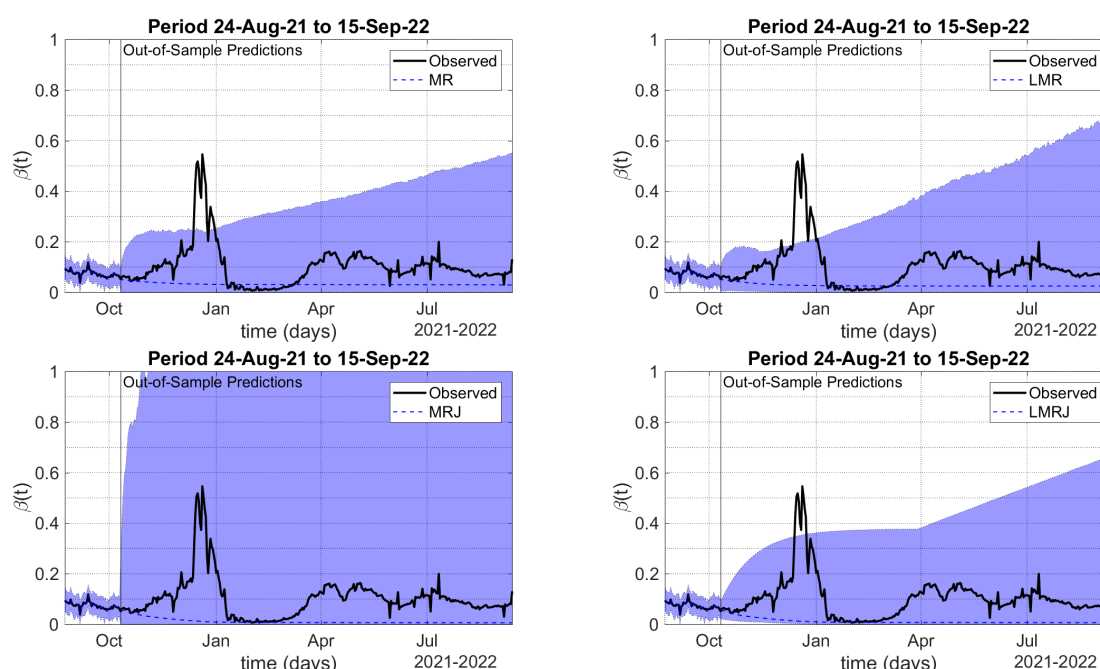 Period 24-Aug-21 to 15-Sep-22
Out-of-Sample Predictions
Observed
MR
1
0.8
0.6
0.4
0.2
0
β(t)
Oct
Jan
Apr
Jul
time (days)
2021-2022
Period 24-Aug-21 to 15-Sep-22
Out-of-Sample Predictions
Observed
LMR
1
0.8
0.6
0.4
0.2
0
β(t)
Oct
Jan
Apr
Jul
time (days)
2021-2022
Period 24-Aug-21 to 15-Sep-22
Out-of-Sample Predictions
Observed
MRJ
1
0.8
0.6
0.4
0.2
0
β(t)
Oct
Jan
Apr
Jul
time (days)
2021-2022
Period 24-Aug-21 to 15-Sep-22
Out-of-Sample Predictions
Observed
LMRJ
1
0.8
0.6
0.4
0.2
0
β(t)
Oct
Jan
Apr
Jul
time (days)
2021-2022